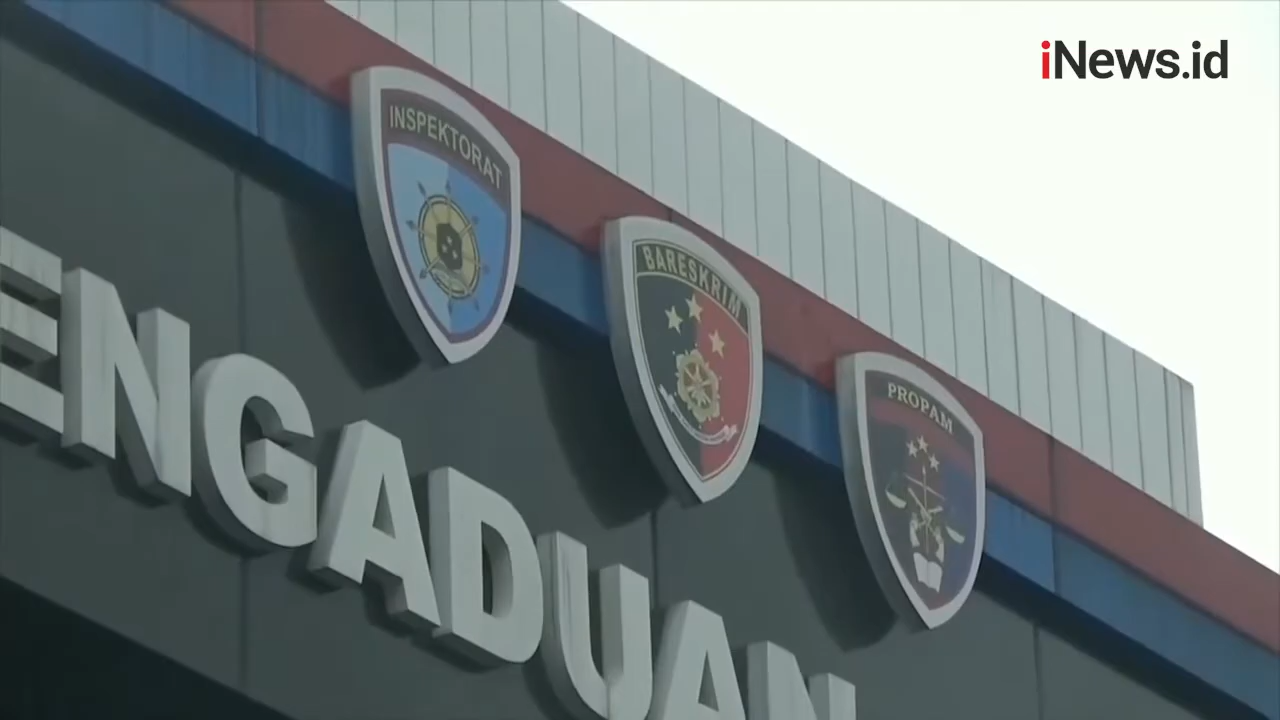 iNews.id
INSPEKTORAT
BARESKRIM
PROPAM
ENGADUAN